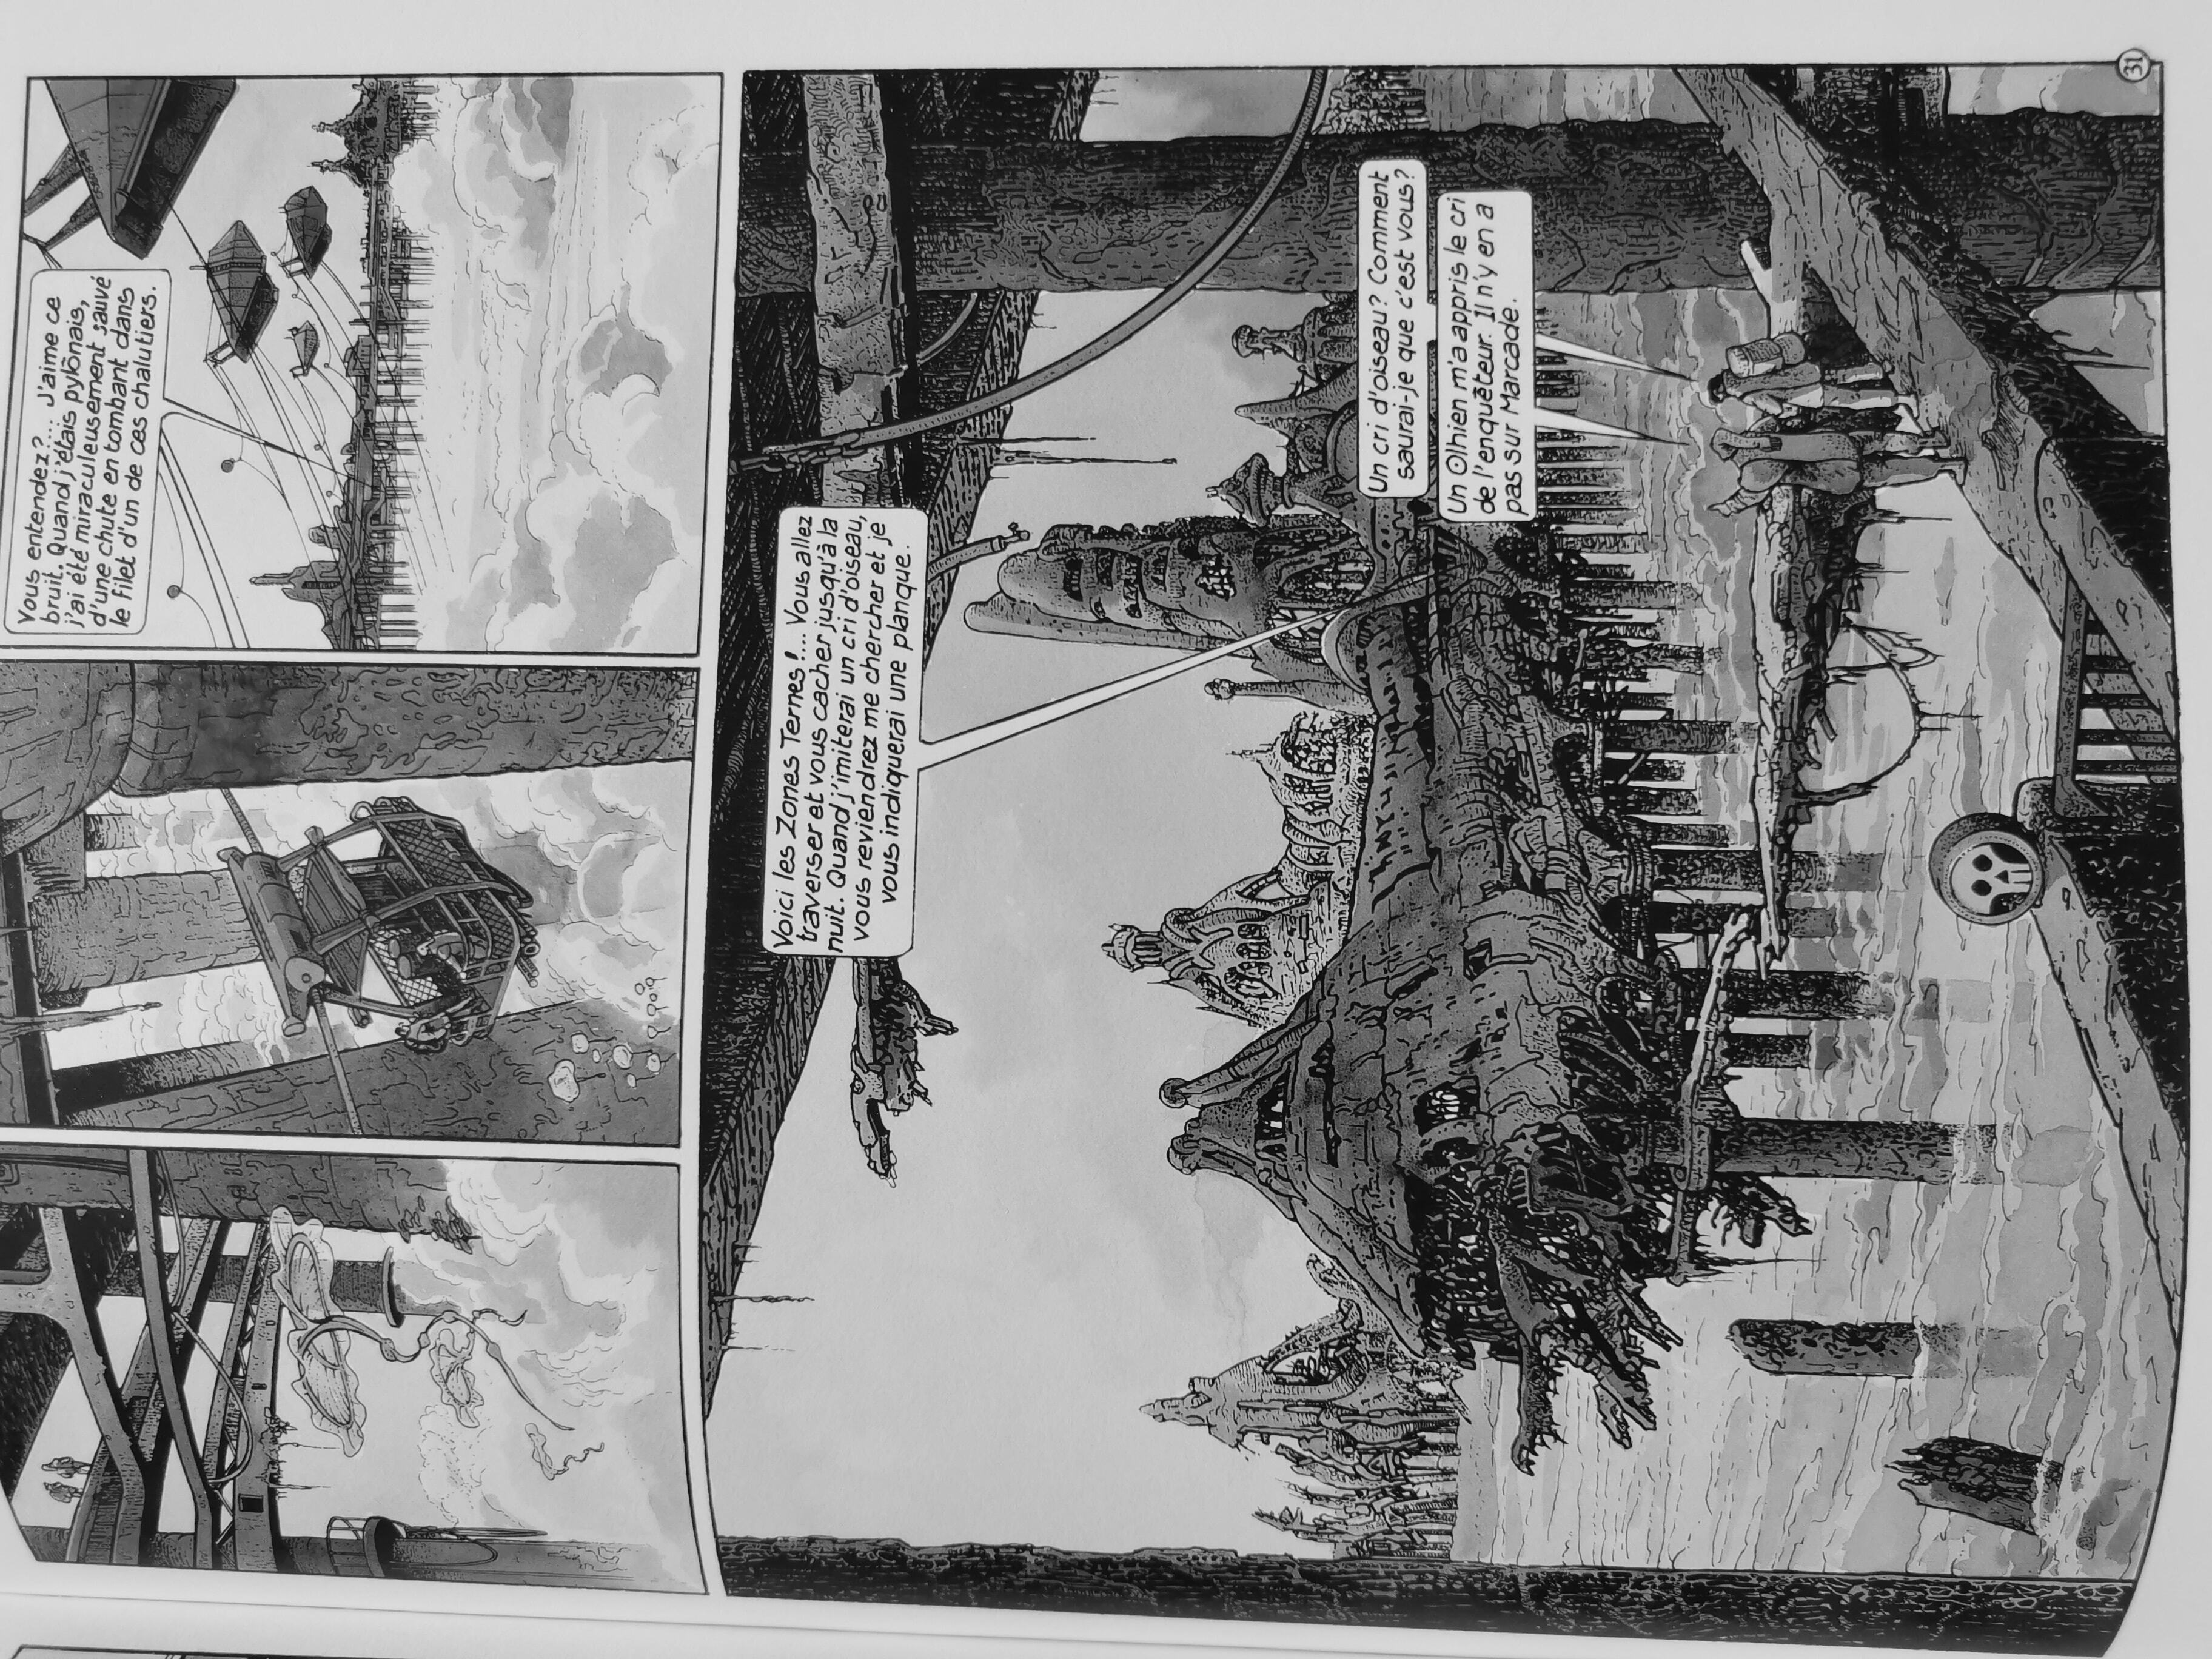 Vous entendez?.... J'aime ce
bruit. Quand j'étais pylônais,
j'ai été miraculeusement sauvé
d'une chute en tombant dans
le filet d'un de ces chalutiers.
Voici les Zones Ternes!.... Vous allez
traverser et vous cacher jusqu'à la
nuit. Quand j'imiterai un cri d'oiseau,
vous reviendrez me chercher et je
vous indiquerai une planque.
Un cri d'oiseau? Comment
saurai-je que c'est vous?
Un Olhien m'a appris le cri
de l'enquêteur. Il n'y en a
pas sur Marcade.
31